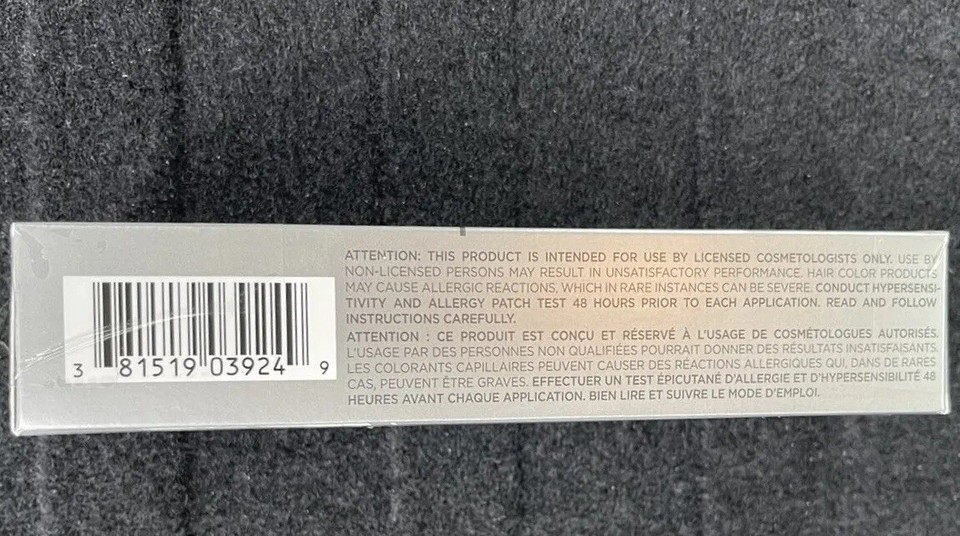 ATTENTION: THIS PRODUCT IS INTENDED FOR USE BY LICENSED COSMETOLOGISTS ONLY. USE BY
NON-LICENSED PERSONS MAY RESULT IN UNSATISFACTORY PERFORMANCE. HAIR COLOR PRODUCTS
MAY CAUSE ALLERGIC REACTIONS, WHICH IN RARE INSTANCES CAN BE SEVERE. CONDUCT HYPERSENSI-
TIVITY AND ALLERGY PATCH TEST 48 HOURS PRIOR TO EACH APPLICATION. READ AND FOLLOW
INSTRUCTIONS CAREFULLY.
ATTENTION : CE PRODUIT EST CONÇU ET RÉSERVÉ À L'USAGE DE COSMÉTOLOGUES AUTORISÉS.
L'USAGE PAR DES PERSONNES NON QUALIFIÉES POURRAIT DONNER DES RÉSULTATS INSATISFAISANTS.
LES COLORANTS CAPILLAIRES PEUVENT CAUSER DES RÉACTIONS ALLERGIQUES QUI, DANS DE RARES
CAS, PEUVENT ÊTRE GRAVES. EFFECTUER UN TEST ÉPICUTANÉ D'ALLERGIE ET D'HYPERSENSIBILITÉ 48
HEURES AVANT CHAQUE APPLICATION. BIEN LIRE ET SUIVRE LE MODE D'EMPLOI.
3 81519 03924 9